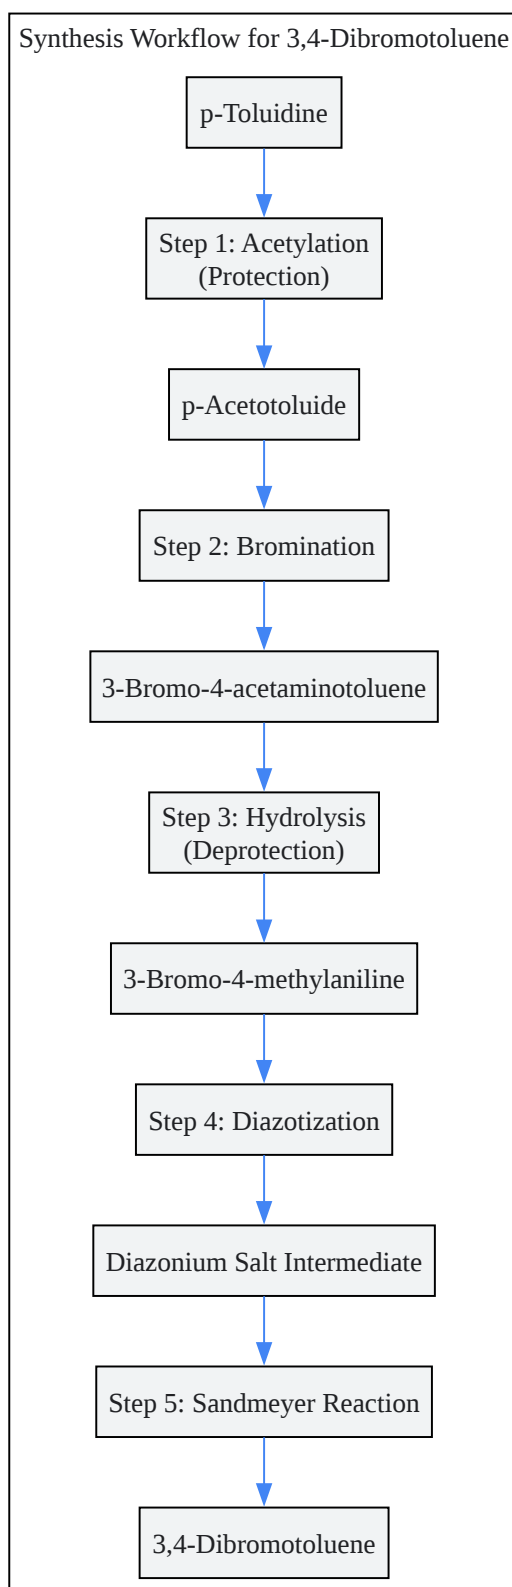 Synthesis Workflow for 3,4-Dibromotoluene
p-Toluidine
Step 1: Acetylation
(Protection)
p-Acetotoluide
Step 2: Bromination
3-Bromo-4-acetaminotoluene
Step 3: Hydrolysis
(Deprotection)
3-Bromo-4-methylaniline
Step 4: Diazotization
Diazonium Salt Intermediate
Step 5: Sandmeyer Reaction
3,4-Dibromotoluene